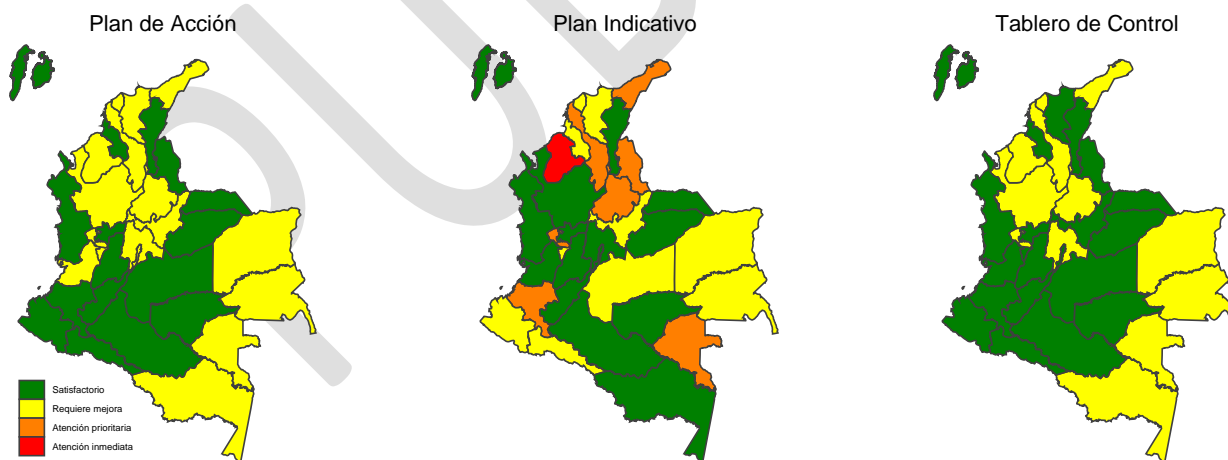 Plan de Acción
Plan Indicativo
Tablero de Control
Satisfactorio
Requiere mejora
Atención prioritaria
Atención inmediata